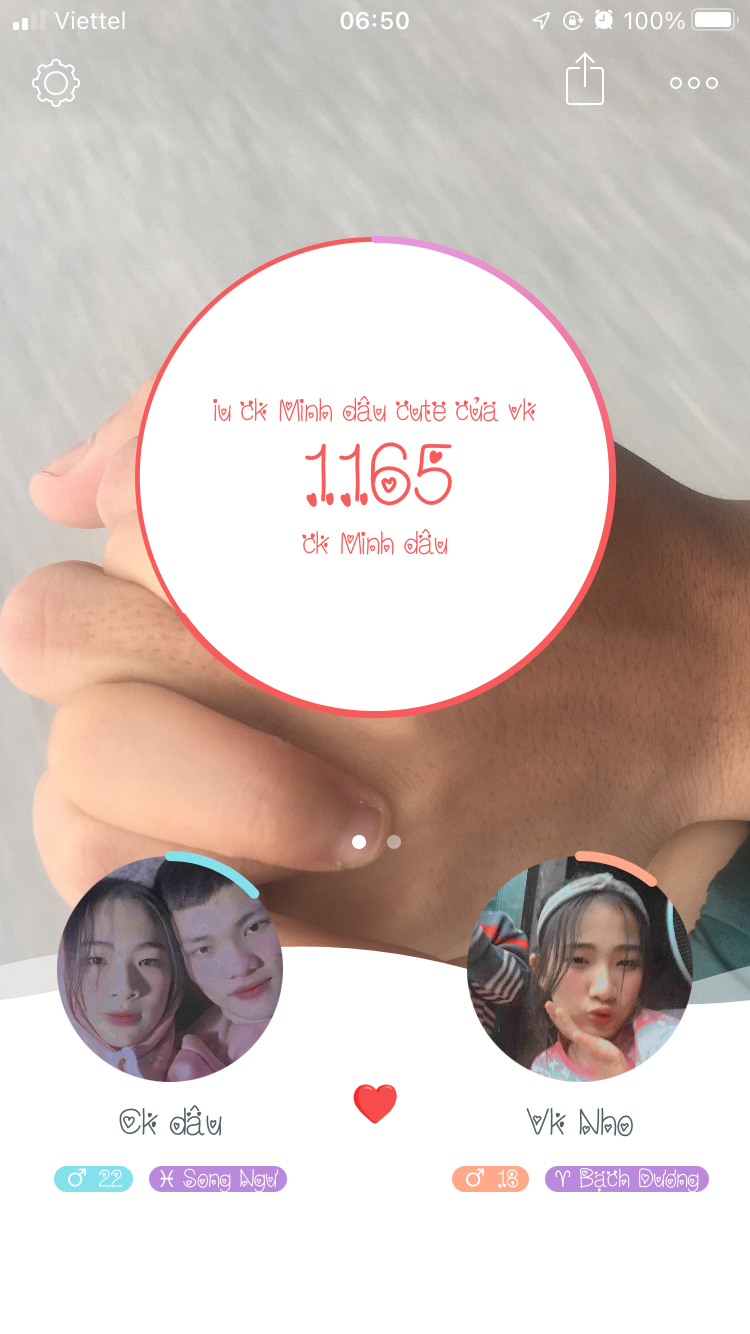 Viettel 06:50 100%
iu ck Minh dâu cute của vk
1165
ck Minh dâu
Ck dâu
Vk Nho
♂ 22 ♓ Song Ngư
♂ 18 ♈ Bạch Dương